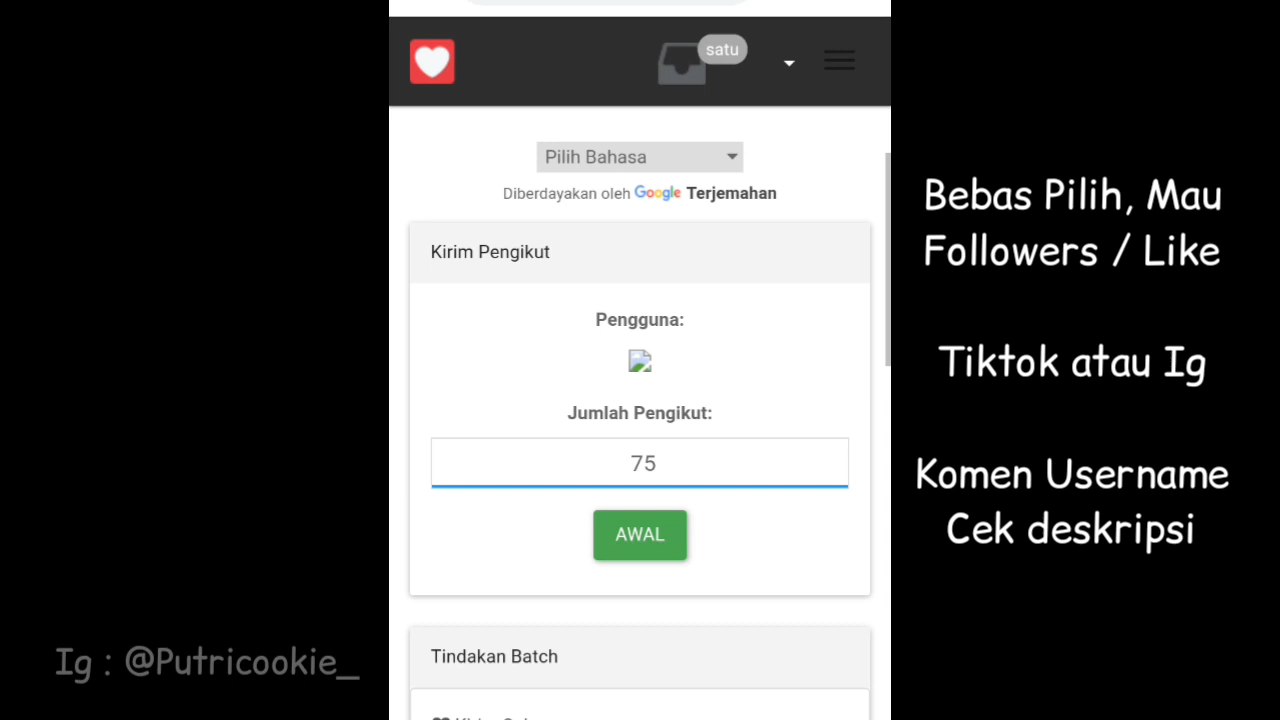 satu
Pilih Bahasa
Diberdayakan oleh Google Terjemahan
Kirim Pengikut
Pengguna:
Jumlah Pengikut:
75
AWAL
Tindakan Batch
Bebas Pilih, Mau
Followers / Like
Tiktok atau Ig
Komen Username
Cek deskripsi
Ig : @Putricookie_